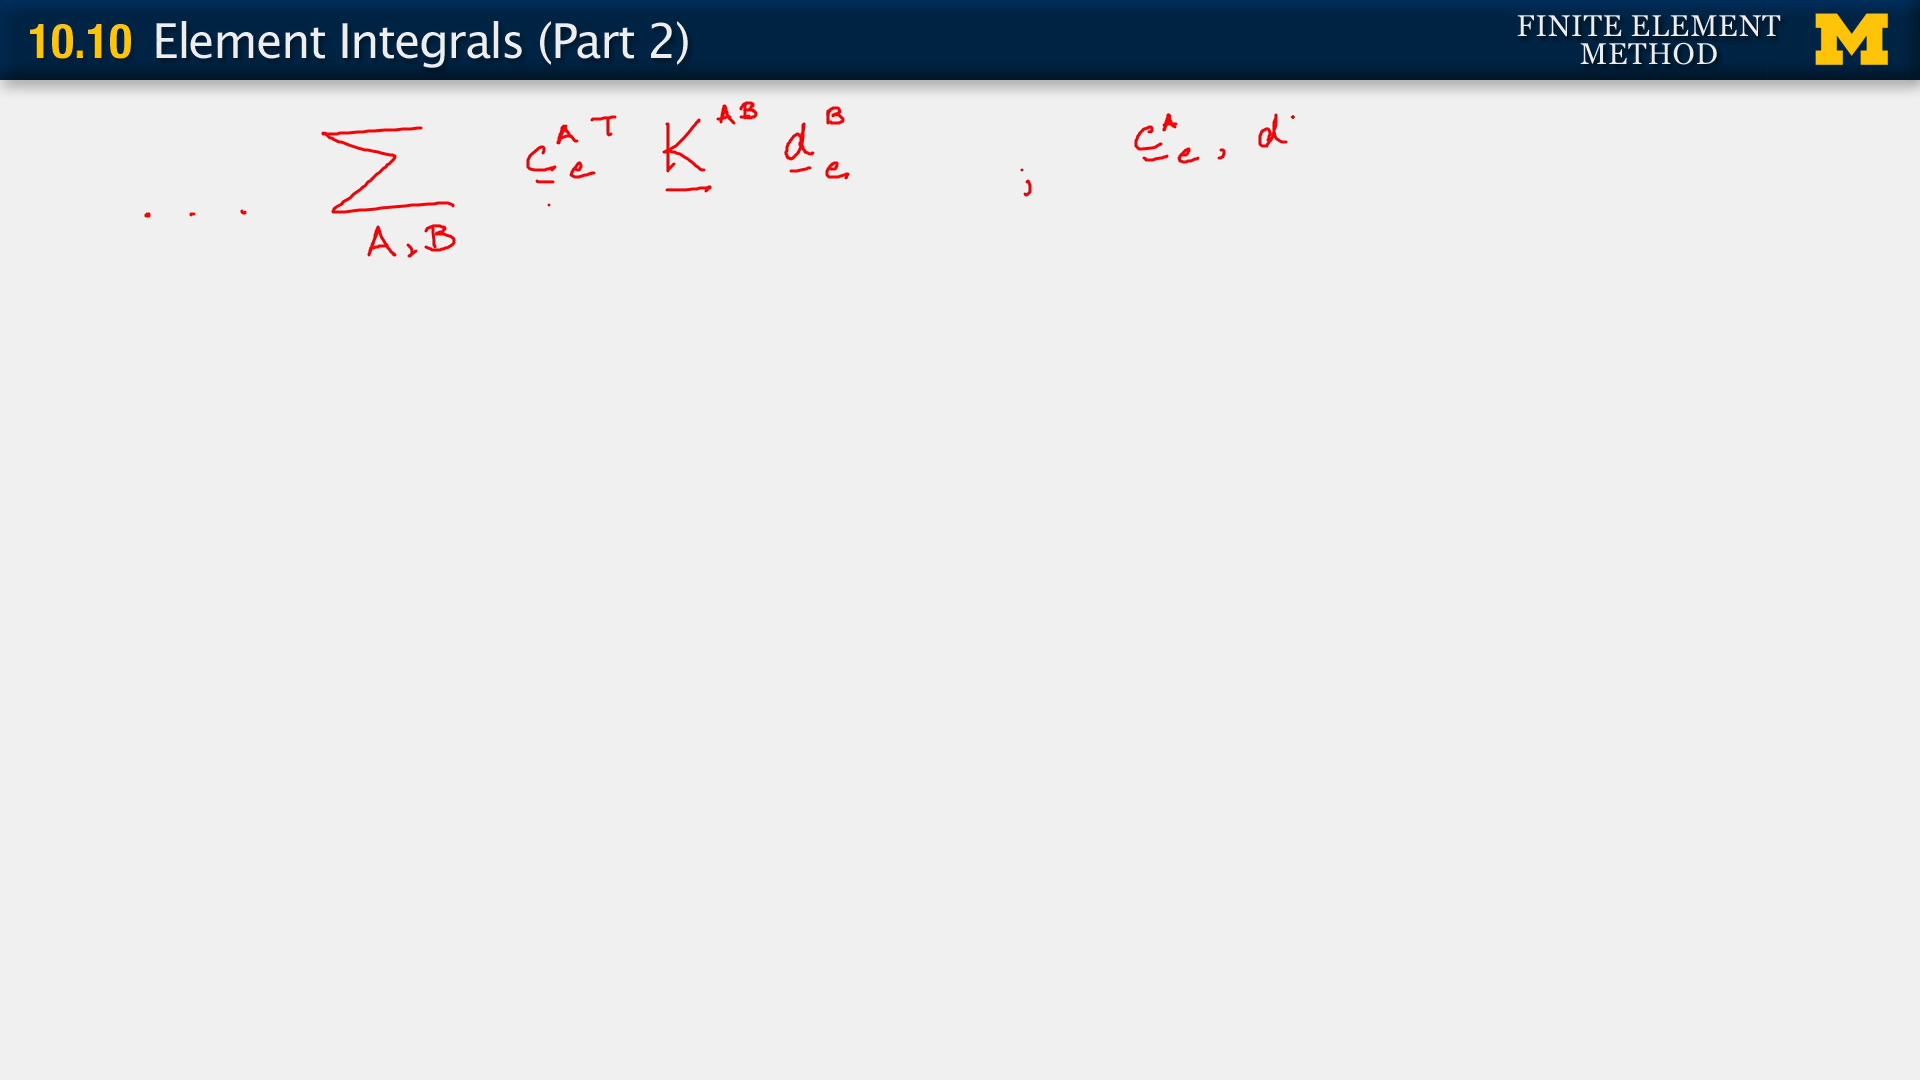 10.10 Element Integrals (Part 2)
FINITE ELEMENT
METHOD
M
... ∑ c_e^{A T} K^{AB} d_e^B ; c_e^A, d
A,B